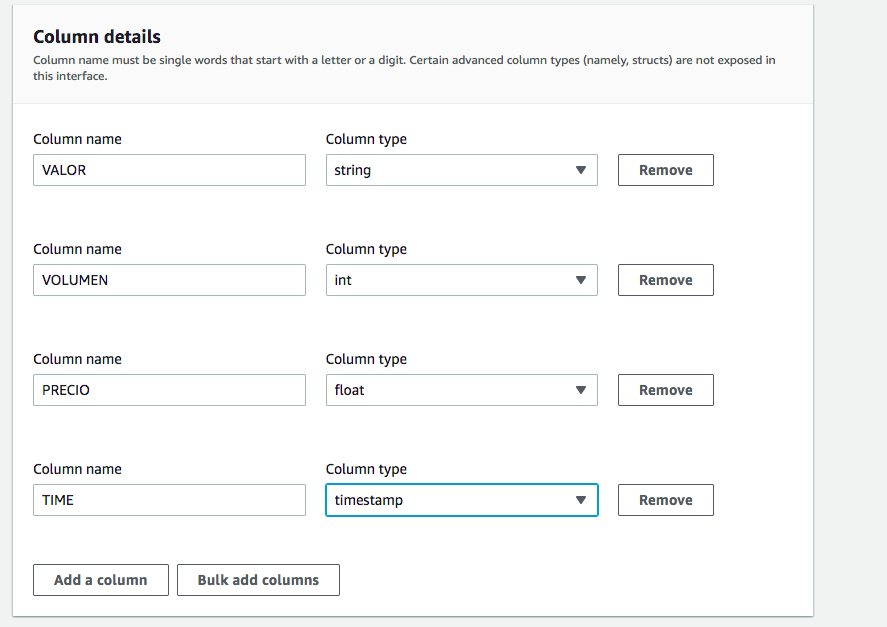 Column details
Column name must be single words that start with a letter or a digit. Certain advanced column types (namely, structs) are not exposed in
this interface.
Column name Column type
VALOR string Remove
Column name Column type
VOLUMEN int Remove
Column name Column type
PRECIO float Remove
Column name Column type
TIME timestamp Remove
Add a column Bulk add columns